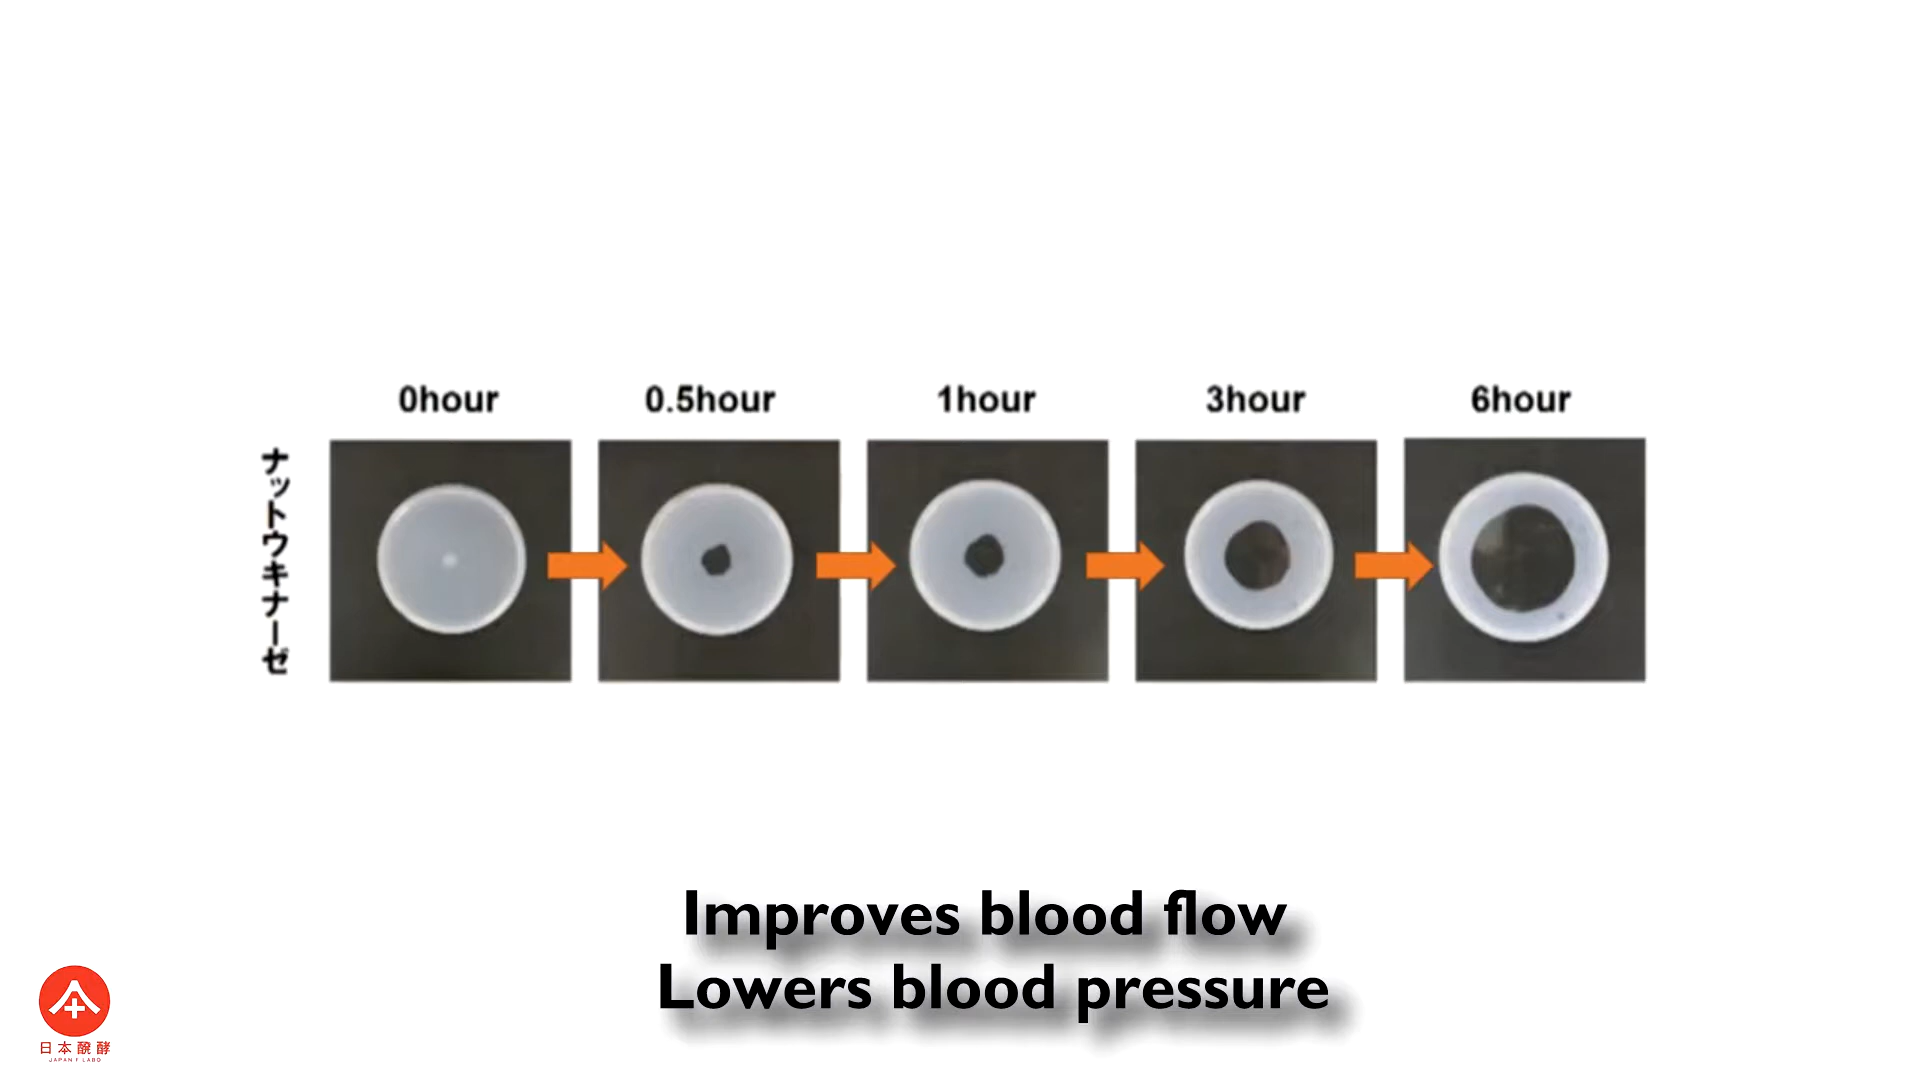 0hour
0.5hour
1hour
3hour
6hour
ナットウキナーゼ
Improves blood flow
Lowers blood pressure
日本醗酵
JAPAN F LABO